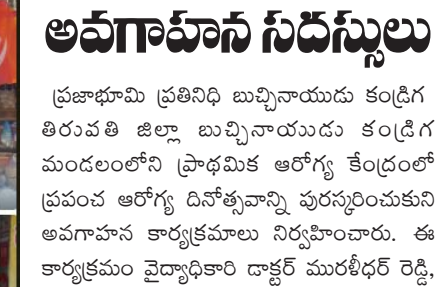 అవగాహన సదస్సులు
ప్రజాభూమి ప్రతినిధి బుచ్చినాయుడు కండ్రిగ
తిరుపతి జిల్లా బుచ్చినాయుడు కండ్రిగ
మండలంలోని ప్రాథమిక ఆరోగ్య కేంద్రంలో
ప్రపంచ ఆరోగ్య దినోత్సవాన్ని పురస్కరించుకుని
అవగాహన కార్యక్రమాలు నిర్వహించారు. ఈ
కార్యక్రమం వైద్యాధికారి డాక్టర్ మురళీధర్ రెడ్డి,